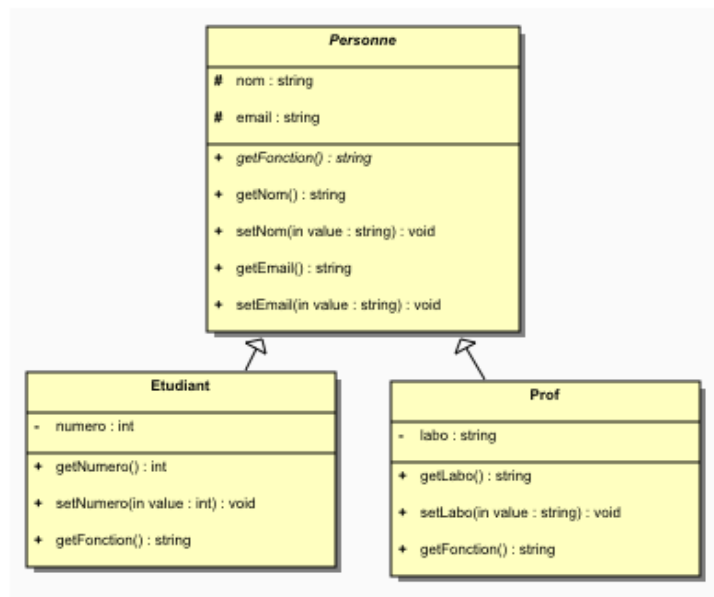 Personne
# nom : string
# email : string
+ getFonction() : string
+ getNom() : string
+ setNom(in value : string) : void
+ getEmail() : string
+ setEmail(in value : string) : void
Etudiant
- numero : int
+ getNumero() : int
+ setNumero(in value : int) : void
+ getFonction() : string
Prof
- labo : string
+ getLabo() : string
+ setLabo(in value : string) : void
+ getFonction() : string